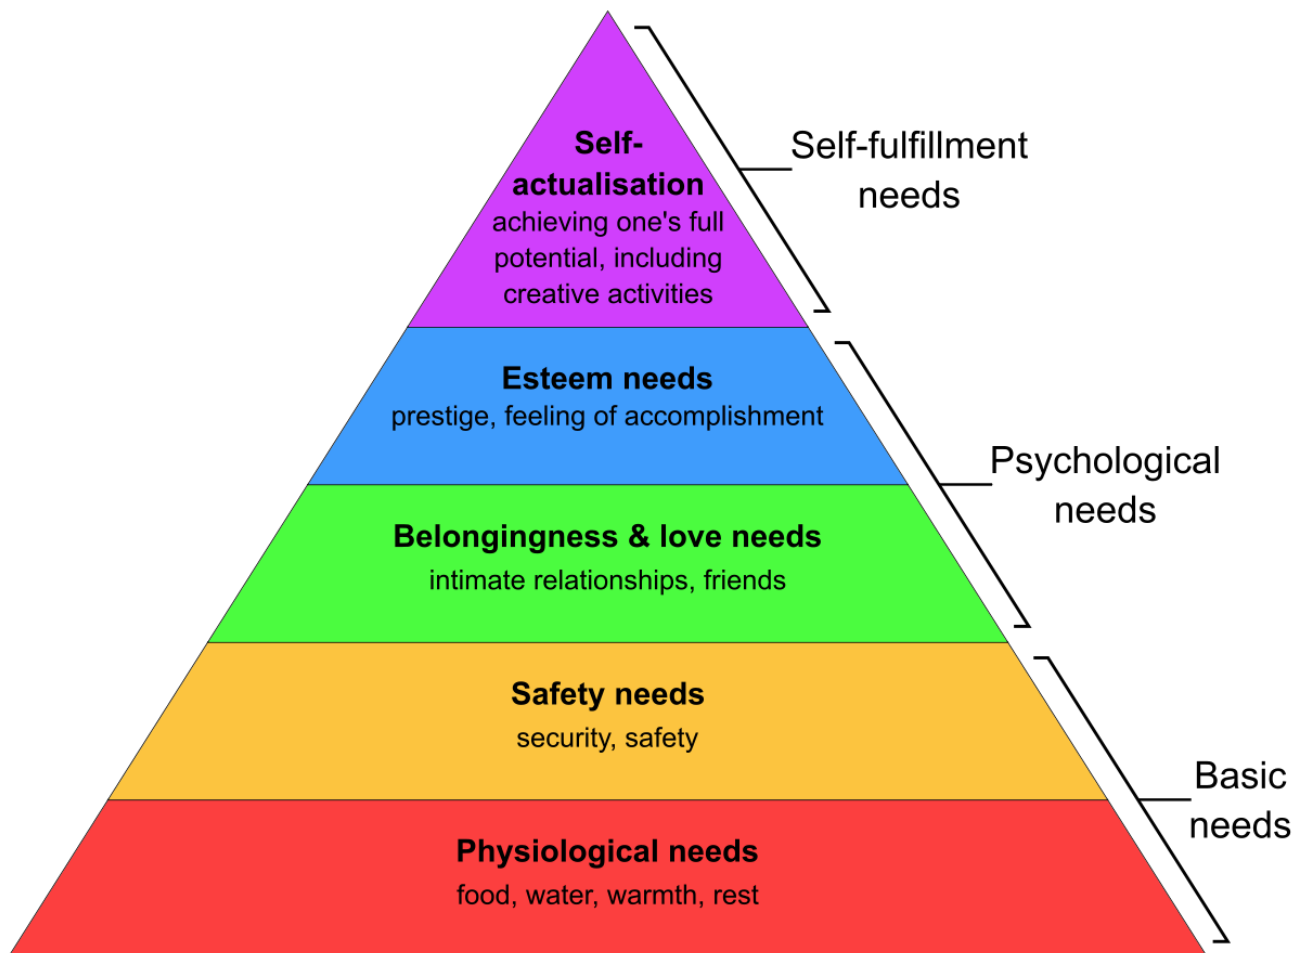 Self-
actualisation
achieving one's full
potential, including
creative activities
Self-fulfillment
needs
Esteem needs
prestige, feeling of accomplishment
Psychological
needs
Belongingness & love needs
intimate relationships, friends
Safety needs
security, safety
Basic
needs
Physiological needs
food, water, warmth, rest